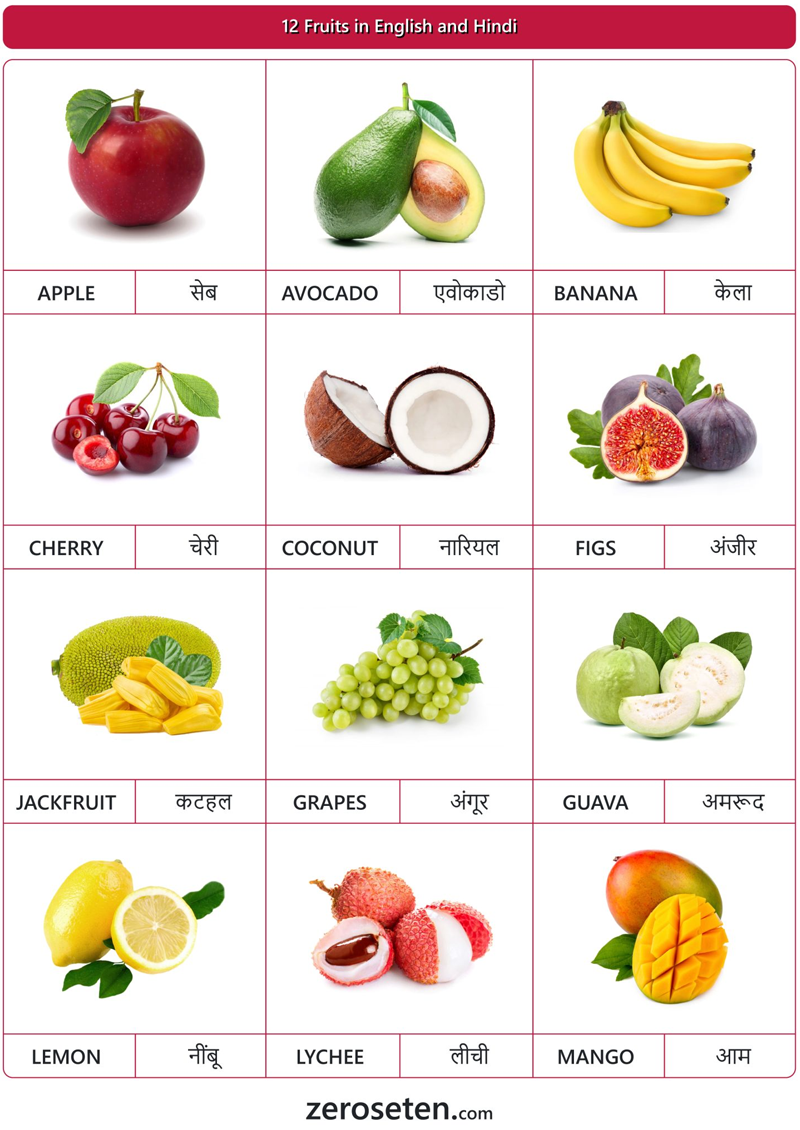 12 Fruits in English and Hindi
APPLE सेब AVOCADO एवोकाडो BANANA केला
CHERRY चेरी COCONUT नारियल FIGS अंजीर
JACKFRUIT कटहल GRAPES अंगूर GUAVA अमरूद
LEMON नींबू LYCHEE लीची MANGO आम
zeroseten.com